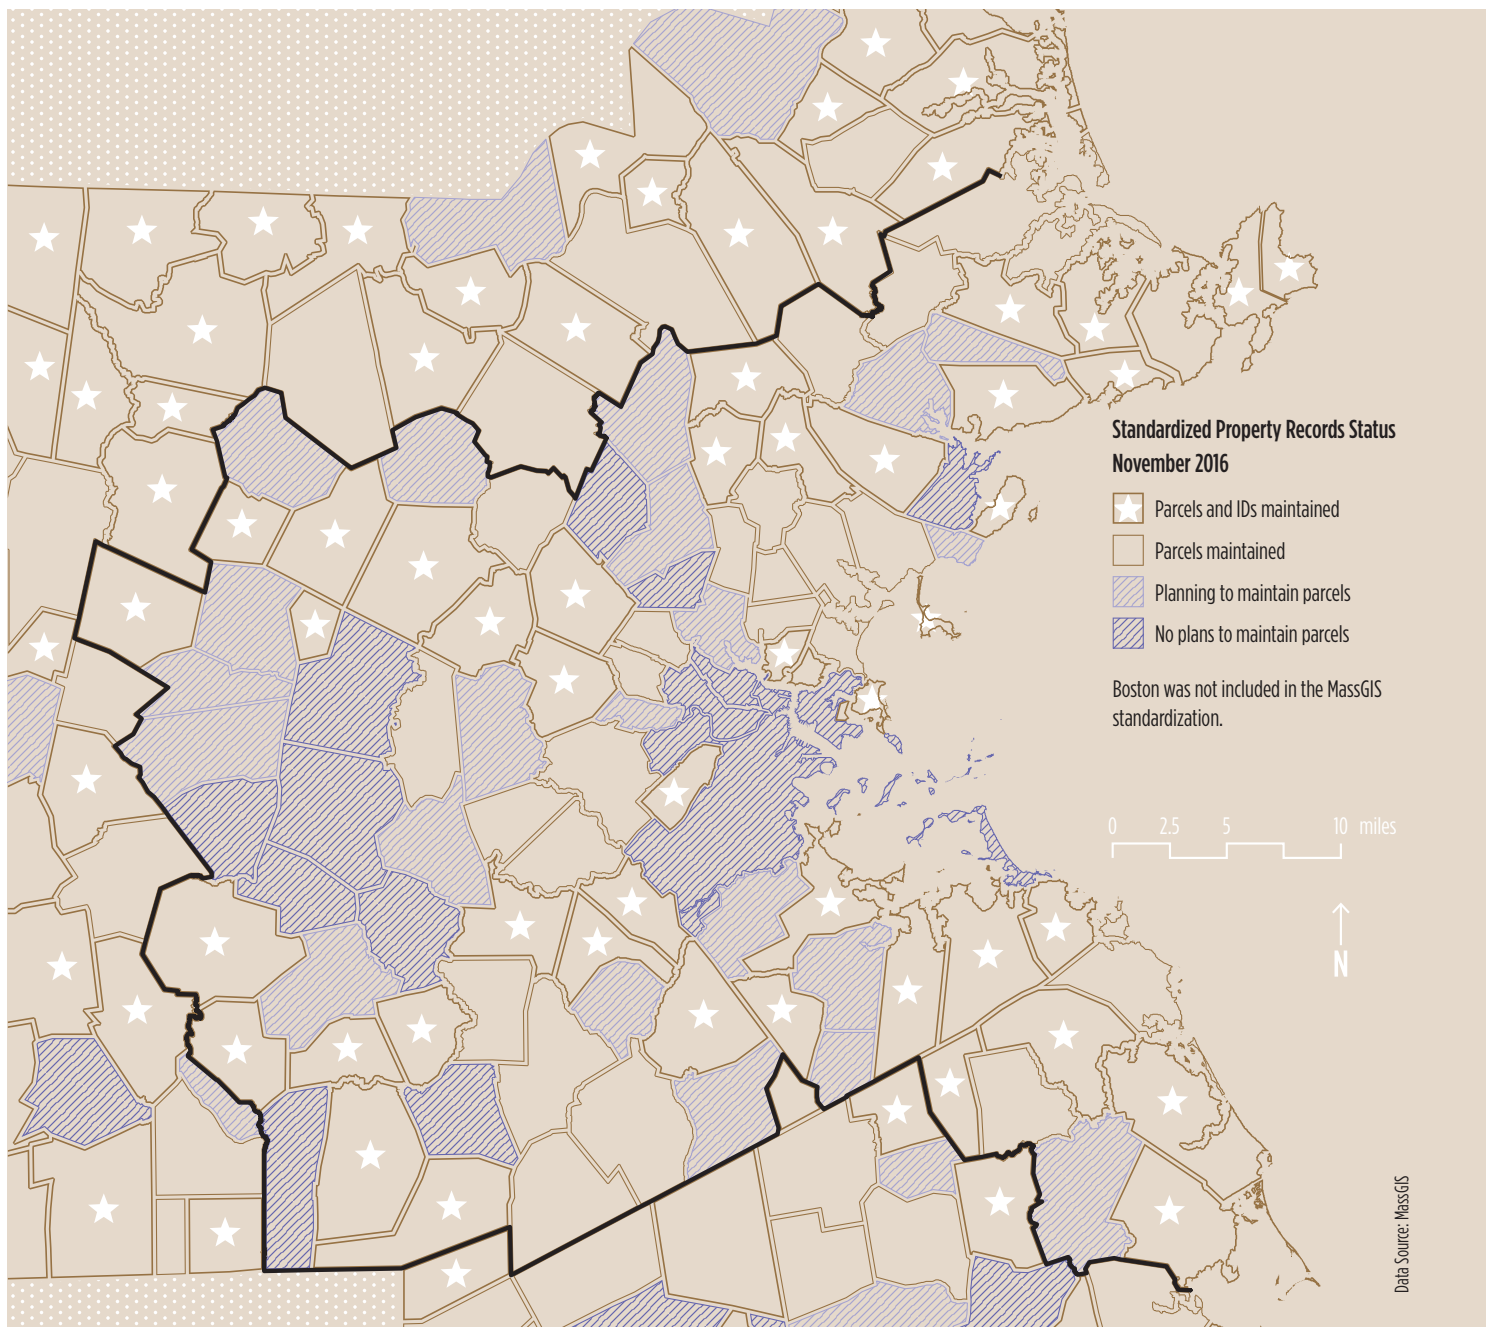 Standardized Property Records Status
November 2016
Parcels and IDs maintained
Parcels maintained
Planning to maintain parcels
No plans to maintain parcels
Boston was not included in the MassGIS
standardization.
0 2.5 5 10 miles
N
Data Source: MassGIS